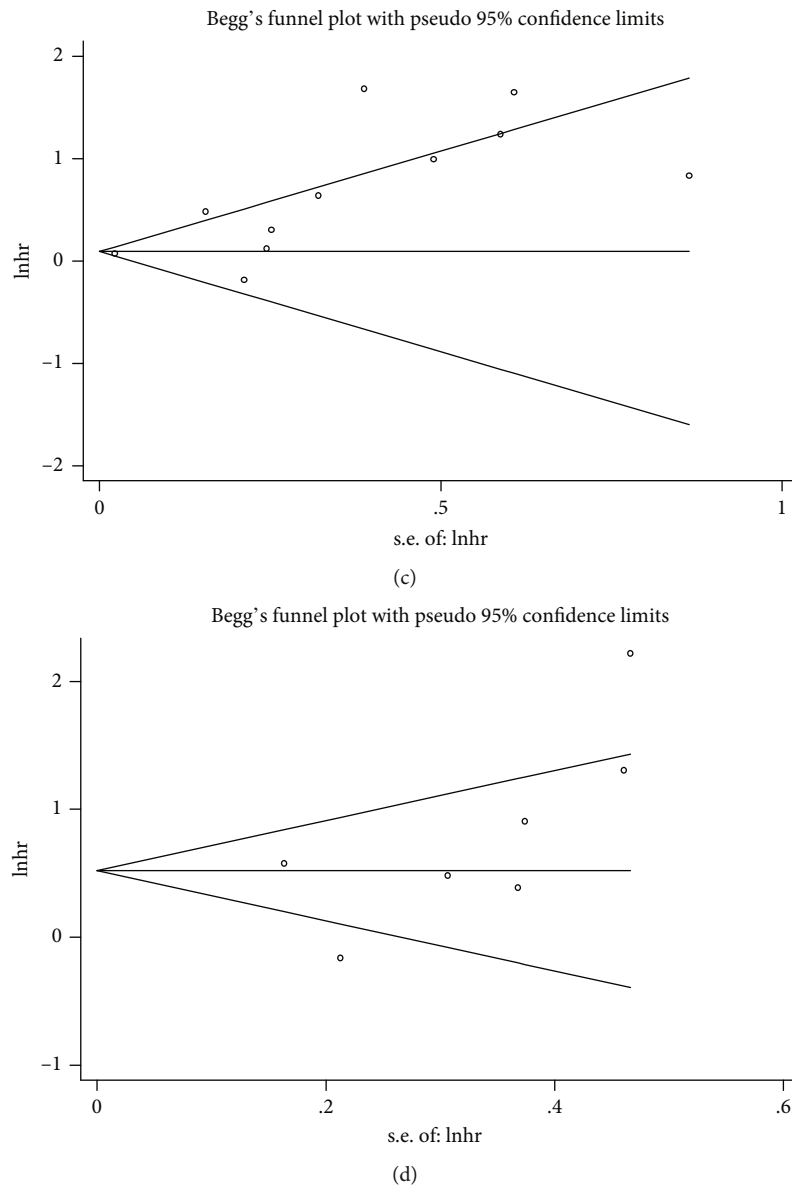 Begg's funnel plot with pseudo 95% confidence limits
2
1
0
−1
−2
lnhr
0 .5 1
s.e. of: lnhr
(c)
Begg's funnel plot with pseudo 95% confidence limits
2
1
0
−1
lnhr
0 .2 .4 .6
s.e. of: lnhr
(d)